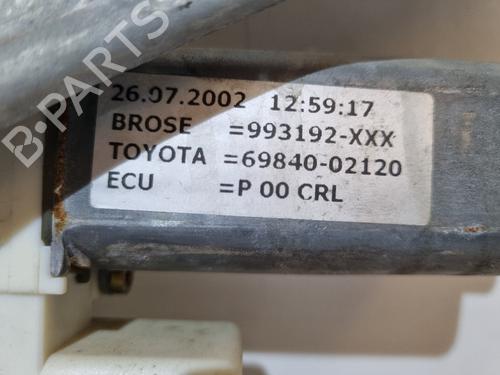 B-PARTS
26.07.2002 12:59:17
BROSE =993192-XXX
TOYOTA =69840-02120
ECU =P 00 CRL